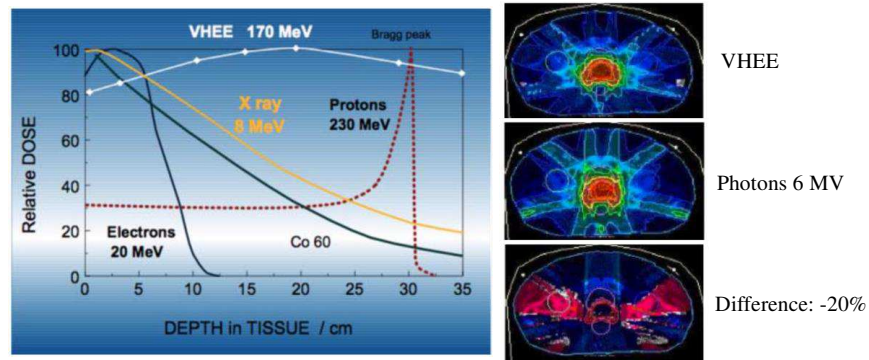 VHEE 170 MeV
Bragg peak
X ray
8 MeV
Protons
230 MeV
Electrons
20 MeV
Co 60
Relative DOSE
100
80
60
40
20
0
0 5 10 15 20 25 30 35
DEPTH in TISSUE / cm
VHEE
Photons 6 MV
Difference: -20%